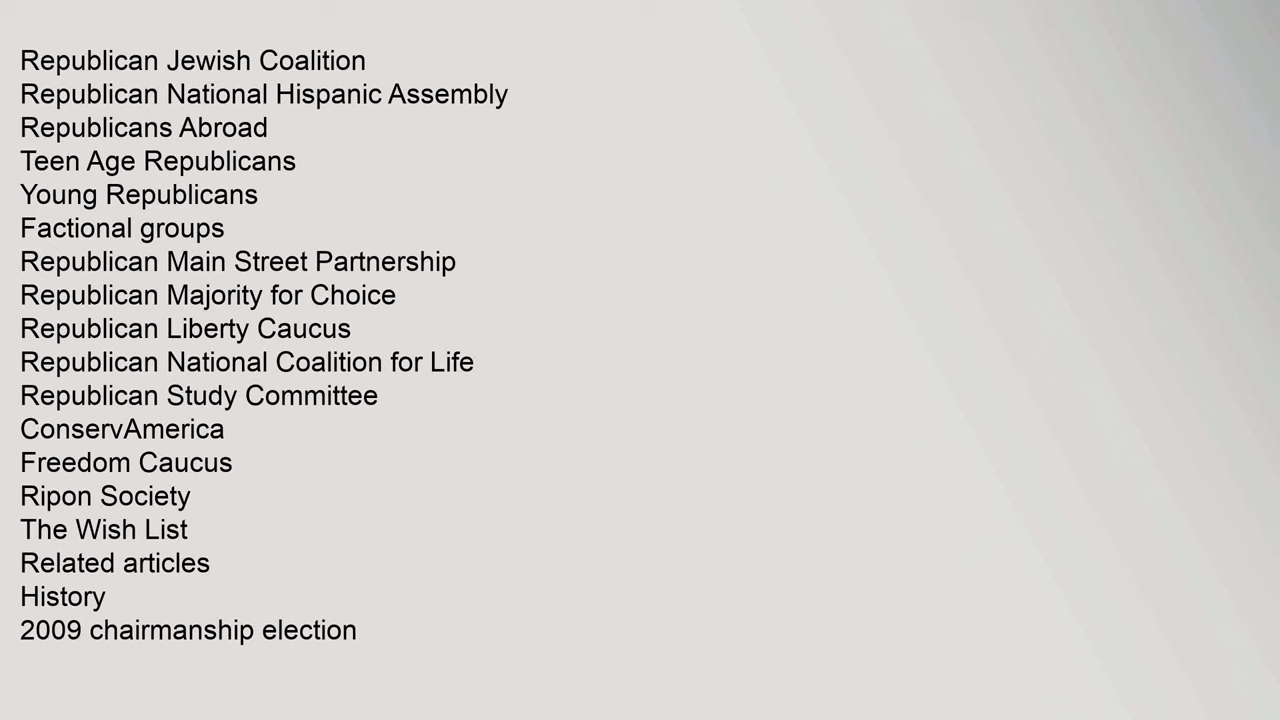 Republican Jewish Coalition
Republican National Hispanic Assembly
Republicans Abroad
Teen Age Republicans
Young Republicans
Factional groups
Republican Main Street Partnership
Republican Majority for Choice
Republican Liberty Caucus
Republican National Coalition for Life
Republican Study Committee
ConservAmerica
Freedom Caucus
Ripon Society
The Wish List
Related articles
History
2009 chairmanship election